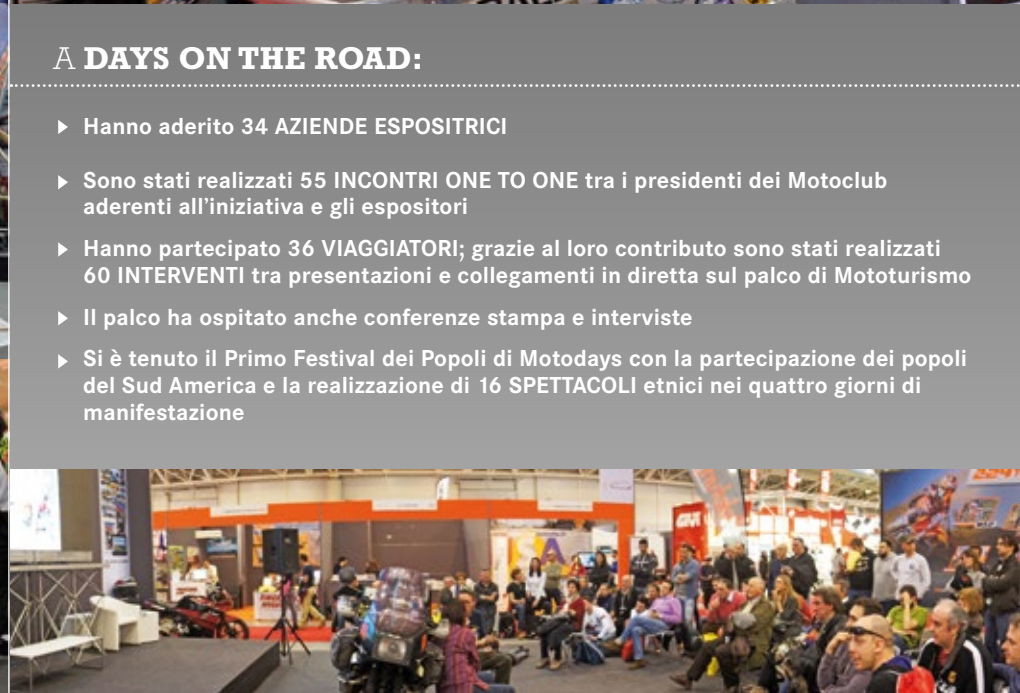 A DAYS ON THE ROAD:
Hanno aderito 34 AZIENDE ESPOSITRICI
Sono stati realizzati 55 INCONTRI ONE TO ONE tra i presidenti dei Motoclub
aderenti all'iniziativa e gli espositori
Hanno partecipato 36 VIAGGIATORI; grazie al loro contributo sono stati realizzati
60 INTERVENTI tra presentazioni e collegamenti in diretta sul palco di Mototurismo
Il palco ha ospitato anche conferenze stampa e interviste
Si è tenuto il Primo Festival dei Popoli di Motodays con la partecipazione dei popoli
del Sud America e la realizzazione di 16 SPETTACOLI etnici nei quattro giorni di
manifestazione
GIVI